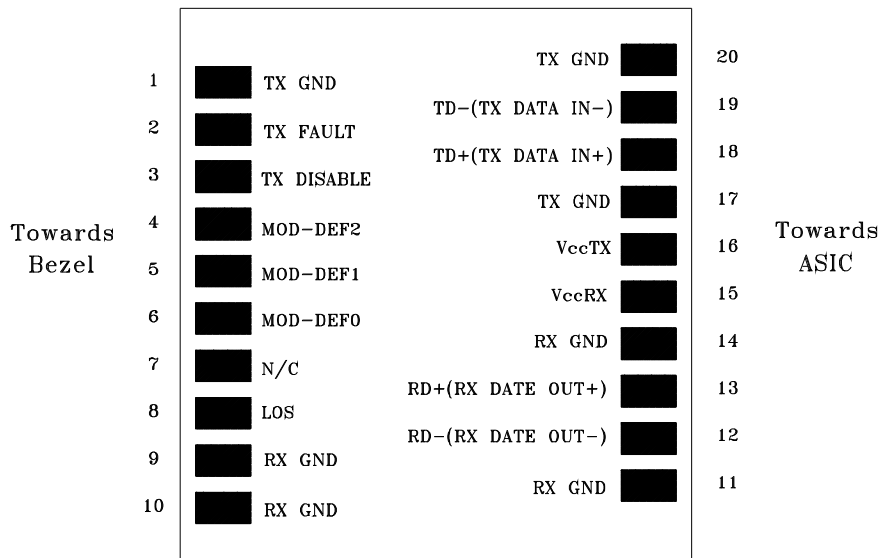 Towards
Bezel
1 TX GND
2 TX FAULT
3 TX DISABLE
4 MOD-DEF2
5 MOD-DEF1
6 MOD-DEF0
7 N/C
8 LOS
9 RX GND
10 RX GND
TX GND 20
TD-(TX DATA IN-) 19
TD+(TX DATA IN+) 18
TX GND 17
VccTX 16
VccRX 15
RX GND 14
RD+(RX DATE OUT+) 13
RD-(RX DATE OUT-) 12
RX GND 11
Towards
ASIC